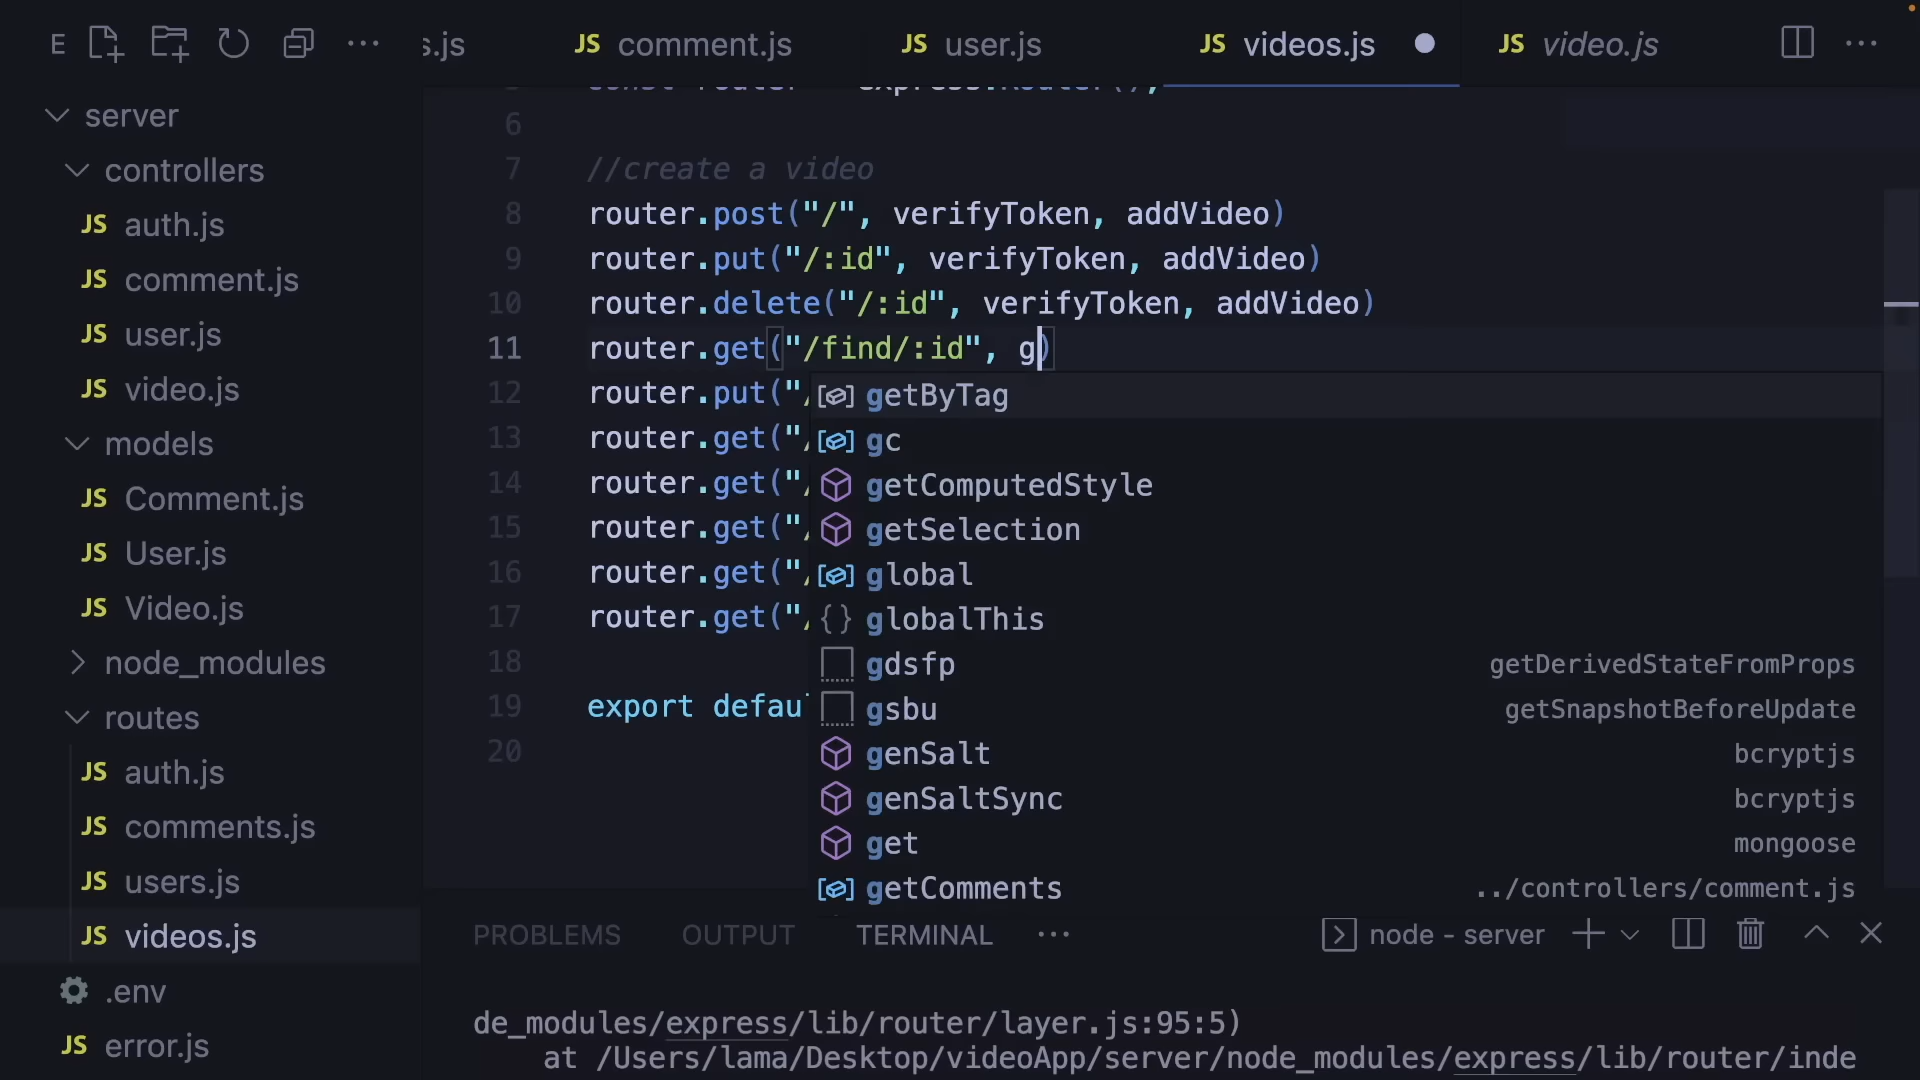 E
s.js
JS comment.js
JS user.js
JS videos.js
JS video.js
server
controllers
JS auth.js
JS comment.js
JS user.js
JS video.js
models
JS Comment.js
JS User.js
JS Video.js
node_modules
routes
JS auth.js
JS comments.js
JS users.js
JS videos.js
.env
JS error.js
const router = express.Router();
6
7 //create a video
8 router.post("/", verifyToken, addVideo)
9 router.put("/:id", verifyToken, addVideo)
10 router.delete("/:id", verifyToken, addVideo)
11 router.get("/find/:id", g)
12 router.put("/
13 router.get("/
14 router.get("/
15 router.get("/
16 router.get("/
17 router.get("/
18
19 export defaul
20
getByTag
gc
getComputedStyle
getSelection
global
globalThis
gdsfp getDerivedStateFromProps
gsbu getSnapshotBeforeUpdate
genSalt bcryptjs
genSaltSync bcryptjs
get mongoose
getComments ../controllers/comment.js
PROBLEMS OUTPUT TERMINAL
node - server
de_modules/express/lib/router/layer.js:95:5)
at /Users/lama/Desktop/videoApp/server/node_modules/express/lib/router/inde